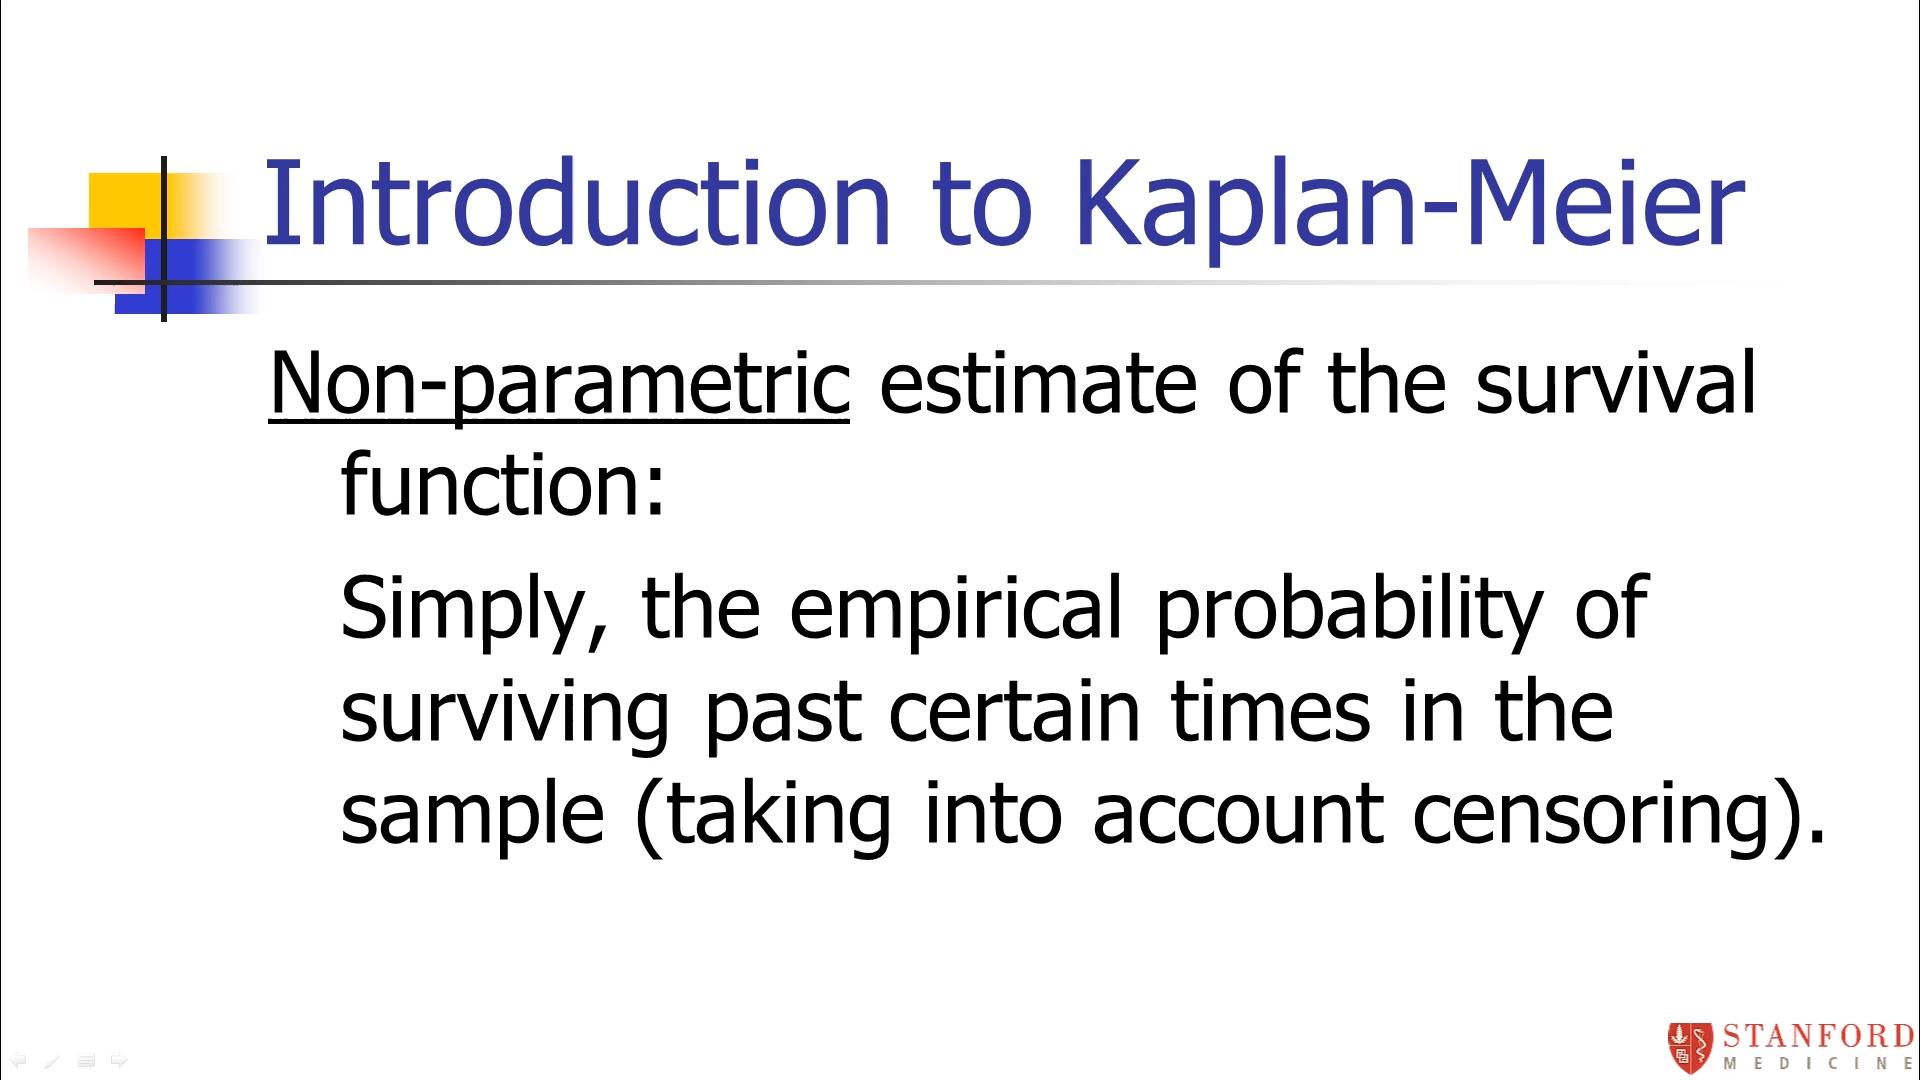 Introduction to Kaplan-Meier
Non-parametric estimate of the survival
function:
Simply, the empirical probability of
surviving past certain times in the
sample (taking into account censoring).
STANFORD
MEDICINE